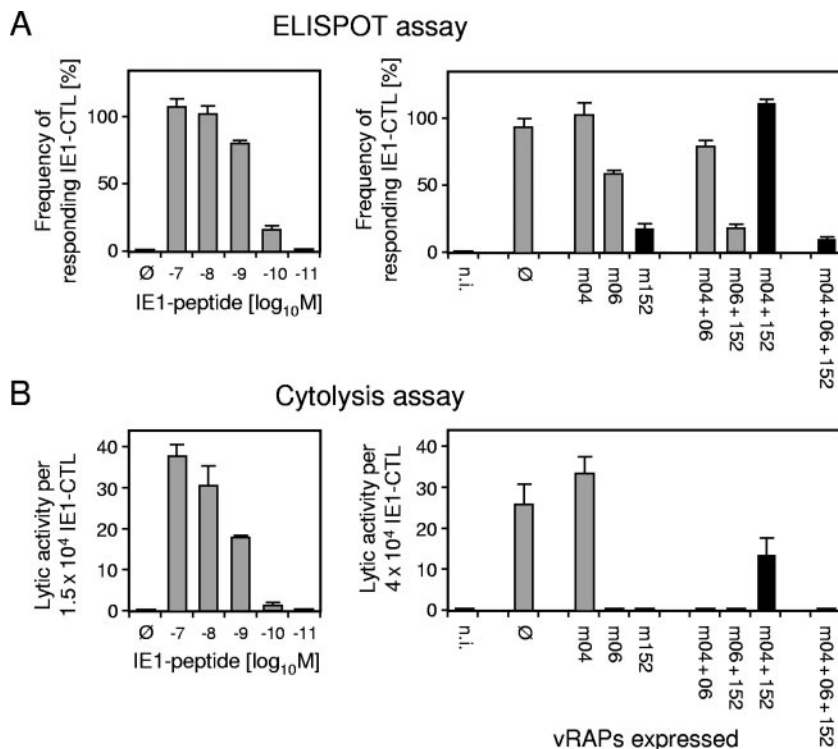 A
ELISPOT assay
Frequency of
responding IE1-CTL [%]
100
50
0
Ø
-7
-8
-9
-10
-11
IE1-peptide [log10M]
Frequency of
responding IE1-CTL [%]
100
50
0
n.i.
Ø
m04
m06
m152
m04+06
m06+152
m04+152
m04+06+152
B
Cytolysis assay
Lytic activity per
1.5 x 10⁴ IE1-CTL
40
30
20
10
0
Ø
-7
-8
-9
-10
-11
IE1-peptide [log10M]
Lytic activity per
4 x 10⁴ IE1-CTL
40
30
20
10
0
n.i.
Ø
m04
m06
m152
m04+06
m06+152
m04+152
m04+06+152
vRAPs expressed